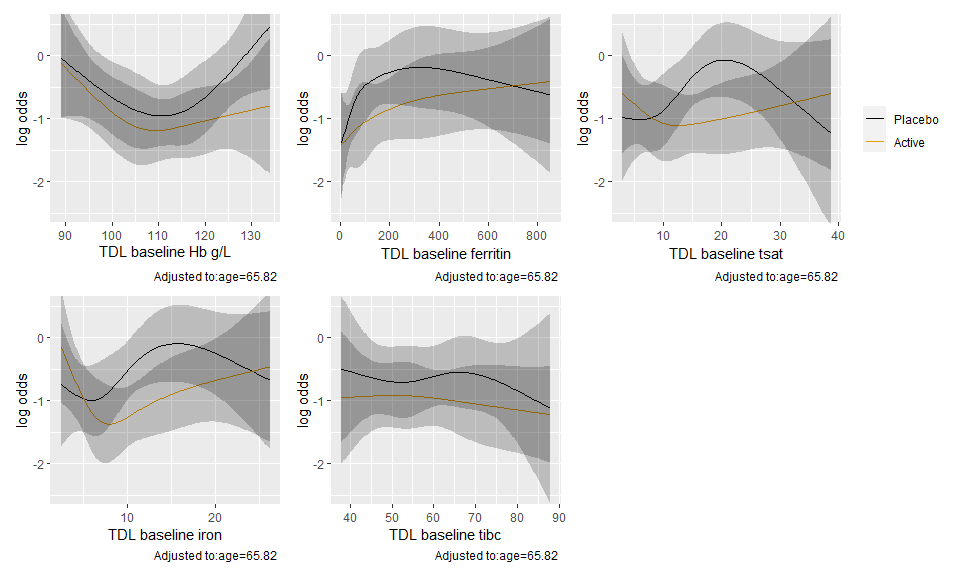 log odds
0
-1
-2
90 100 110 120 130
TDL baseline Hb g/L
Adjusted to:age=65.82
log odds
0
-1
-2
0 200 400 600 800
TDL baseline ferritin
Adjusted to:age=65.82
log odds
0
-1
-2
10 20 30 40
TDL baseline tsat
Adjusted to:age=65.82
Placebo
Active
log odds
0
-1
-2
10 20
TDL baseline iron
Adjusted to:age=65.82
log odds
0
-1
-2
40 50 60 70 80 90
TDL baseline tibc
Adjusted to:age=65.82